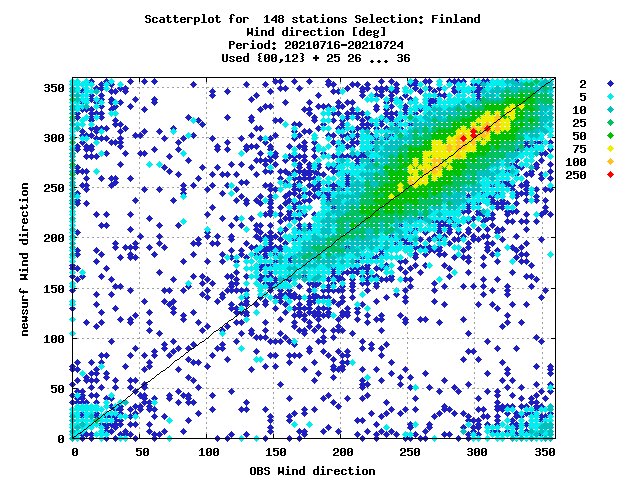 Scatterplot for  148 stations Selection: Finland
Wind direction [deg]
Period: 20210716-20210724
Used {00,12} + 25 26 ... 36
2
5
10
25
50
75
100
250
350
300
250
200
150
100
50
0
newsurf Wind direction
0 50 100 150 200 250 300 350
OBS Wind direction